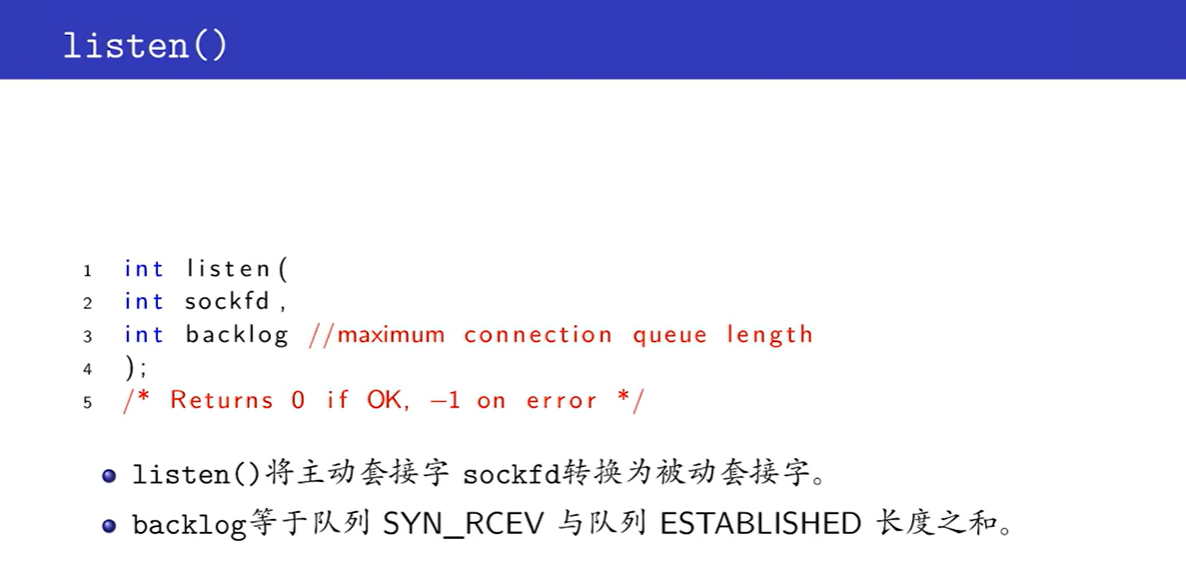 listen()
1 int listen(
2 int sockfd,
3 int backlog //maximum connection queue length
4 );
5 /* Returns 0 if OK, −1 on error */
listen()将主动套接字 sockfd转换为被动套接字。
backlog等于队列 SYN_RCEV 与队列 ESTABLISHED 长度之和。